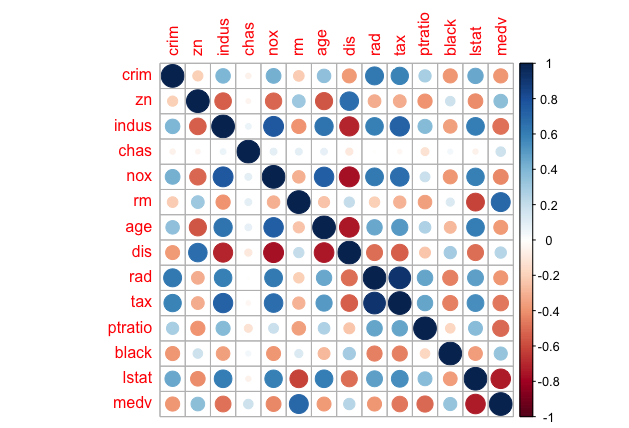 crim zn indus chas nox rm age dis rad tax ptratio black lstat medv
crim
zn
indus
chas
nox
rm
age
dis
rad
tax
ptratio
black
lstat
medv
1
0.8
0.6
0.4
0.2
0
-0.2
-0.4
-0.6
-0.8
-1